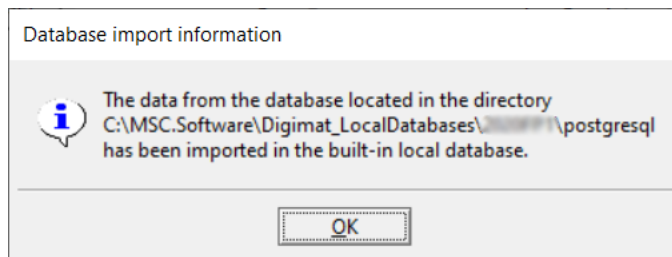 Database import information
The data from the database located in the directory
C:\MSC.Software\Digimat_LocalDatabases\ \postgresql
has been imported in the built-in local database.
OK